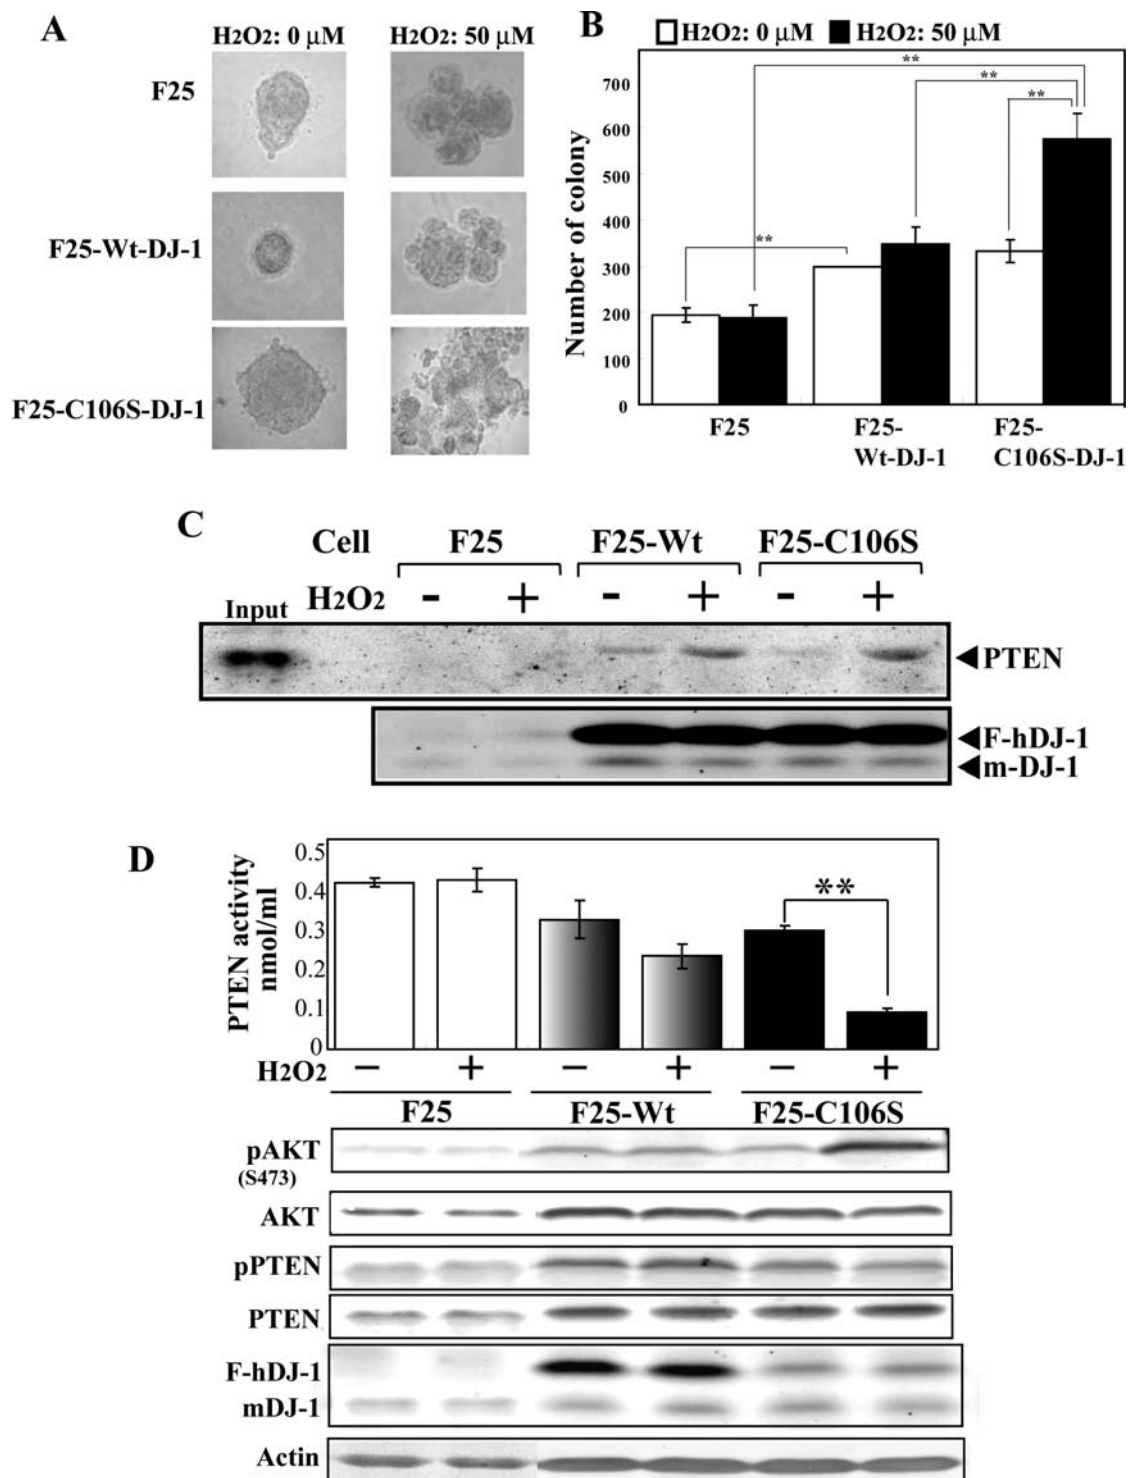 A
H2O2: 0 μM
H2O2: 50 μM
F25
F25-Wt-DJ-1
F25-C106S-DJ-1
B
H2O2: 0 μM
H2O2: 50 μM
Number of colony
700
600
500
400
300
200
100
0
**
**
**
**
F25
F25-
Wt-DJ-1
F25-
C106S-DJ-1
C
Cell
F25
F25-Wt
F25-C106S
Input
H2O2
- + - + - +
PTEN
F-hDJ-1
m-DJ-1
D
PTEN activity
nmol/ml
0.5
0.4
0.3
0.2
0.1
0
**
H2O2
− + − + − +
F25
F25-Wt
F25-C106S
pAKT
(S473)
AKT
pPTEN
PTEN
F-hDJ-1
mDJ-1
Actin